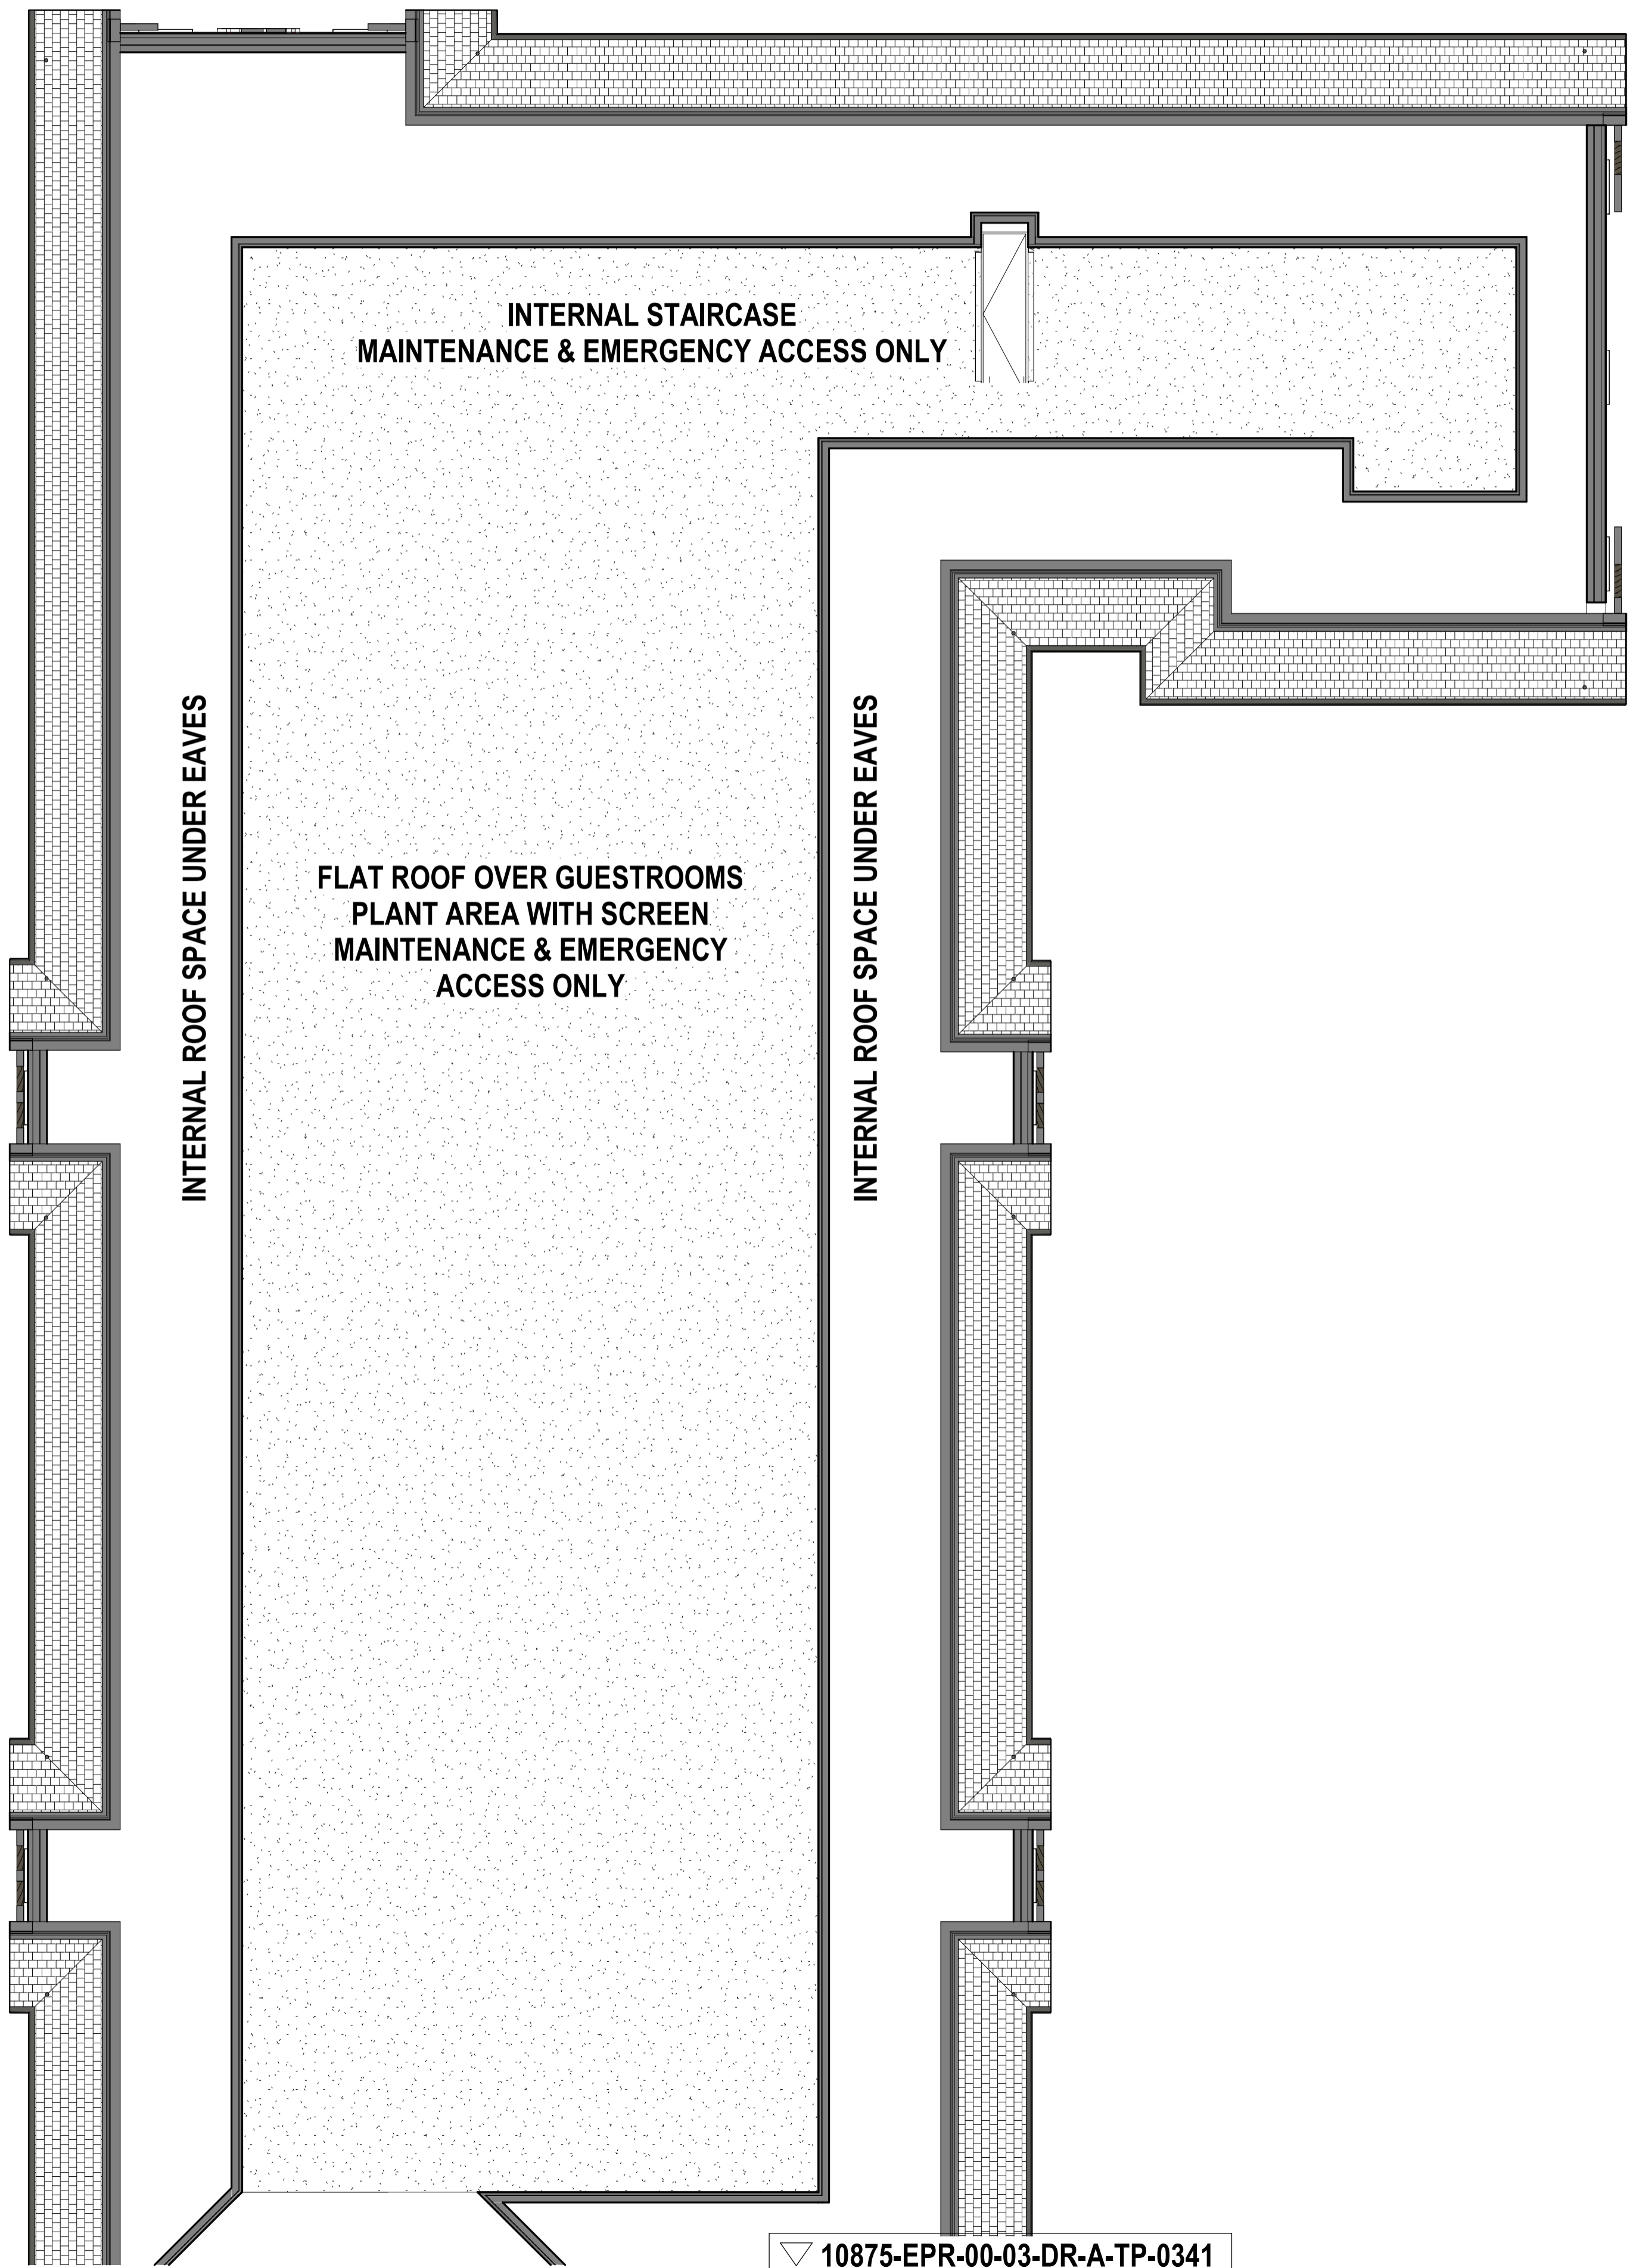 INTERNAL STAIRCASE
MAINTENANCE & EMERGENCY ACCESS ONLY
INTERNAL ROOF SPACE UNDER EAVES
FLAT ROOF OVER GUESTROOMS
PLANT AREA WITH SCREEN
MAINTENANCE & EMERGENCY
ACCESS ONLY
INTERNAL ROOF SPACE UNDER EAVES
10875-EPR-00-03-DR-A-TP-0341